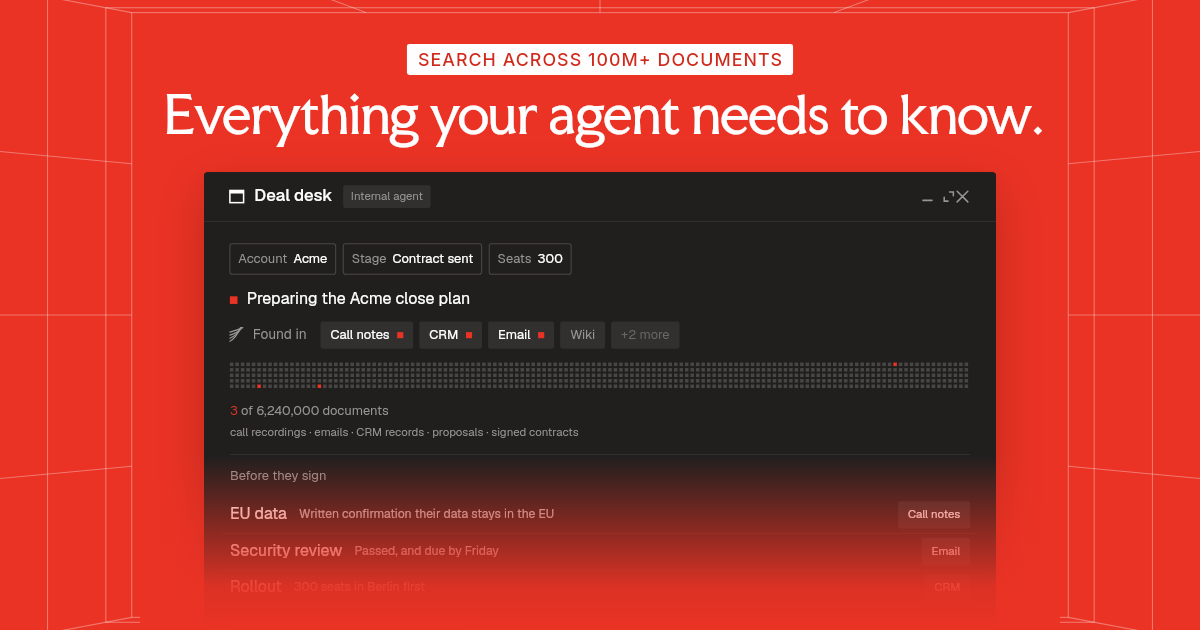 SEARCH ACROSS 100M+ DOCUMENTS
Everything your agent needs to know.
Deal desk Internal agent
Account Acme Stage Contract sent Seats 300
Preparing the Acme close plan
Found in Call notes CRM Email Wiki +2 more
3 of 6,240,000 documents
call recordings · emails · CRM records · proposals · signed contracts
Before they sign
EU data Written confirmation their data stays in the EU Call notes
Security review Passed, and due by Friday Email
Rollout 300 seats in Berlin first CRM